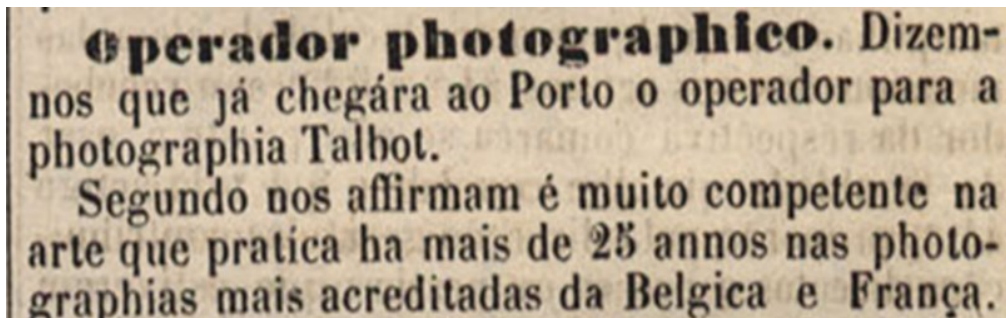 Operador photographico. Dizem-
nos que já chegára ao Porto o operador para a
photographia Talbot.
Segundo nos affirmam é muito competente na
arte que pratica ha mais de 25 annos nas photo-
graphias mais acreditadas da Belgica e França.